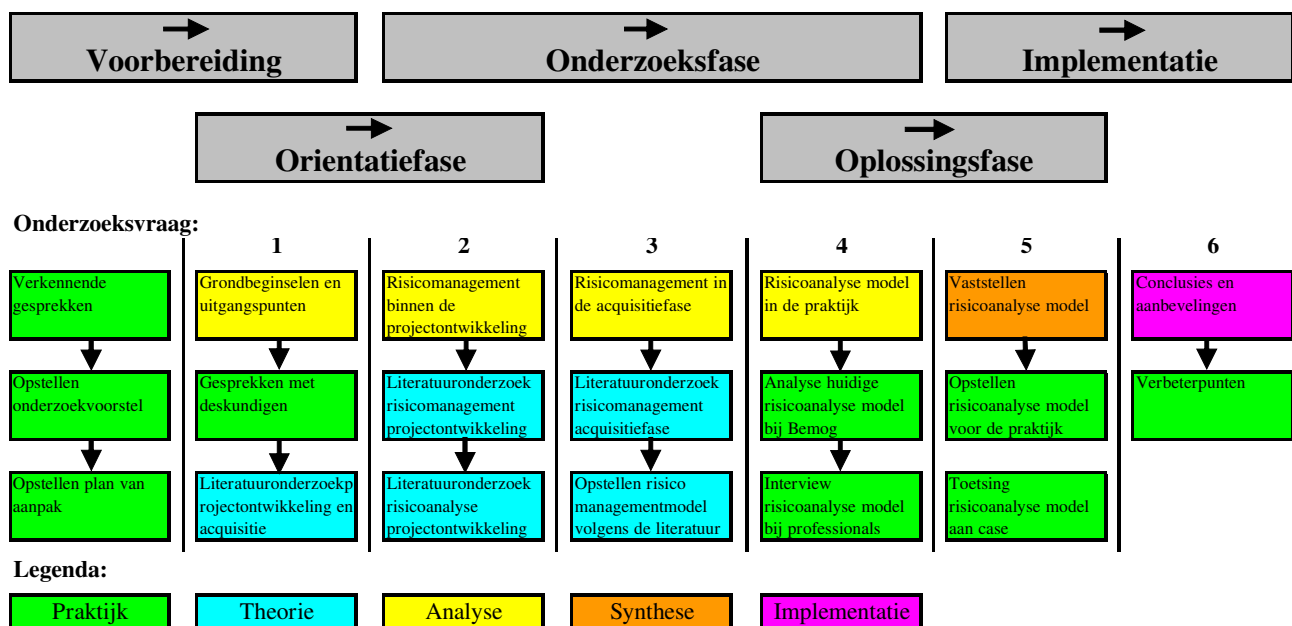 Voorbereiding
Onderzoeksfase
Implementatie
Orientatiefase
Oplossingsfase
Onderzoeksvraag:
1 2 3 4 5 6
Verkennende
gesprekken
Grondbeginselen en
uitgangspunten
Risicomanagement
binnen de
projectontwikkeling
Risicomanagement in
de acquisitiefase
Risicoanalyse model
in de praktijk
Vaststellen
risicoanalyse model
Conclusies en
aanbevelingen
Opstellen
onderzoekvoorstel
Gesprekken met
deskundigen
Literatuuronderzoek
risicomanagement
projectontwikkeling
Literatuuronderzoek
risicomanagement
acquisitiefase
Analyse huidige
risicoanalyse model
bij Bemog
Opstellen
risicoanalyse model
voor de praktijk
Verbeterpunten
Opstellen plan van
aanpak
Literatuuronderzoekp
rojectontwikkeling en
acquisitie
Literatuuronderzoek
risicoanalyse
projectontwikkeling
Opstellen risico
managementmodel
volgens de literatuur
Interview
risicoanalyse model
bij professionals
Toetsing
risicoanalyse model
aan case
Legenda:
Praktijk
Theorie
Analyse
Synthese
Implementatie